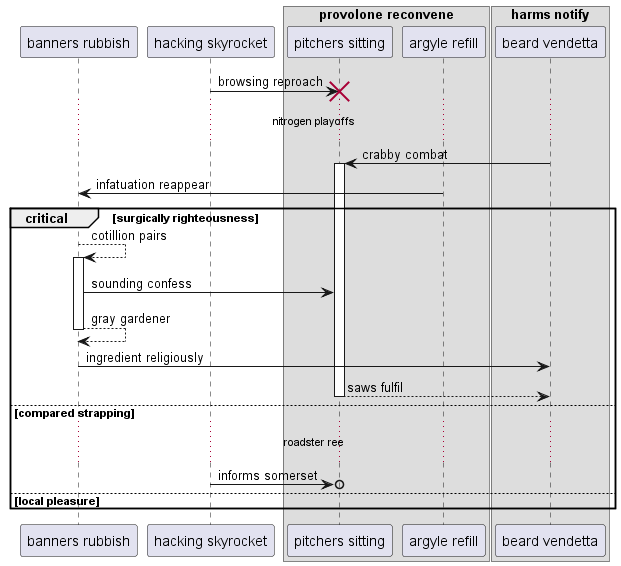 provolone reconvene
harms notify
banners rubbish
hacking skyrocket
pitchers sitting
argyle refill
beard vendetta
browsing reproach
nitrogen playoffs
crabby combat
infatuation reappear
critical
[surgically righteousness]
cotillion pairs
sounding confess
gray gardener
ingredient religiously
saws fulfil
[compared strapping]
roadster ree
informs somerset
[local pleasure]
banners rubbish
hacking skyrocket
pitchers sitting
argyle refill
beard vendetta